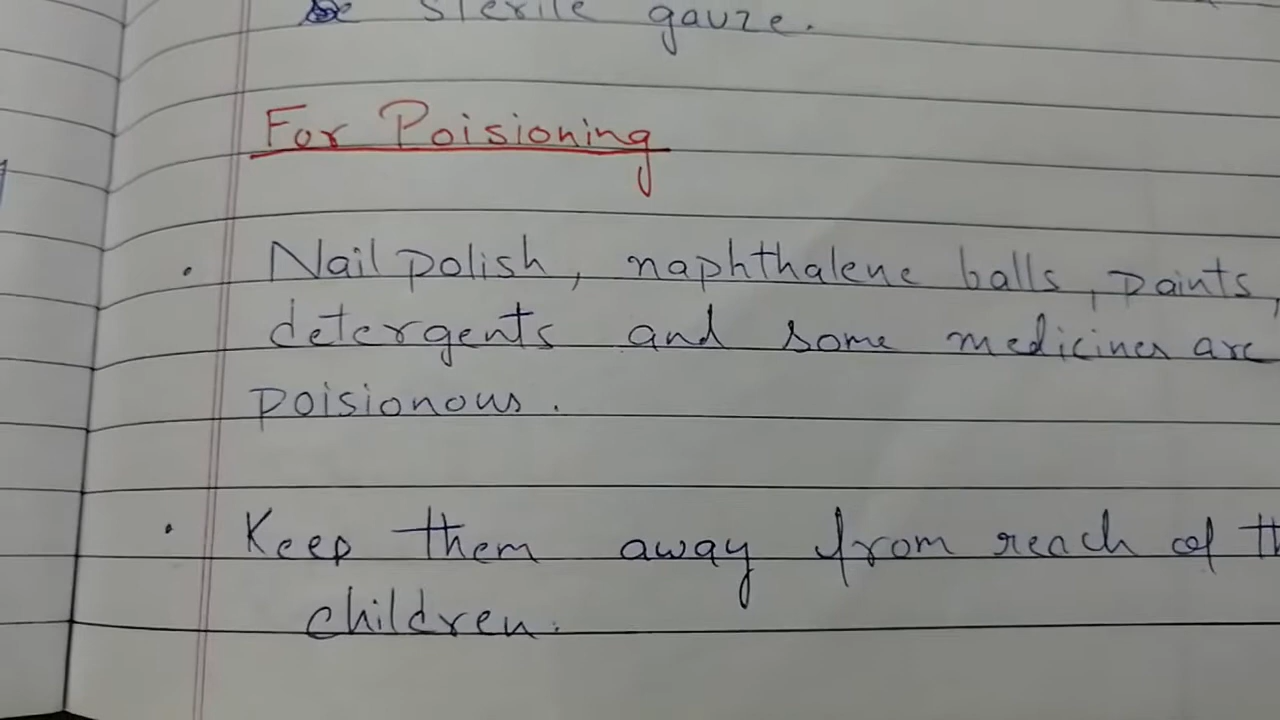 sterile gauze.
For Poisioning
. Nail polish, naphthalene balls, paints,
detergents and some medicines are
poisionous.
. Keep them away from reach of th
children.